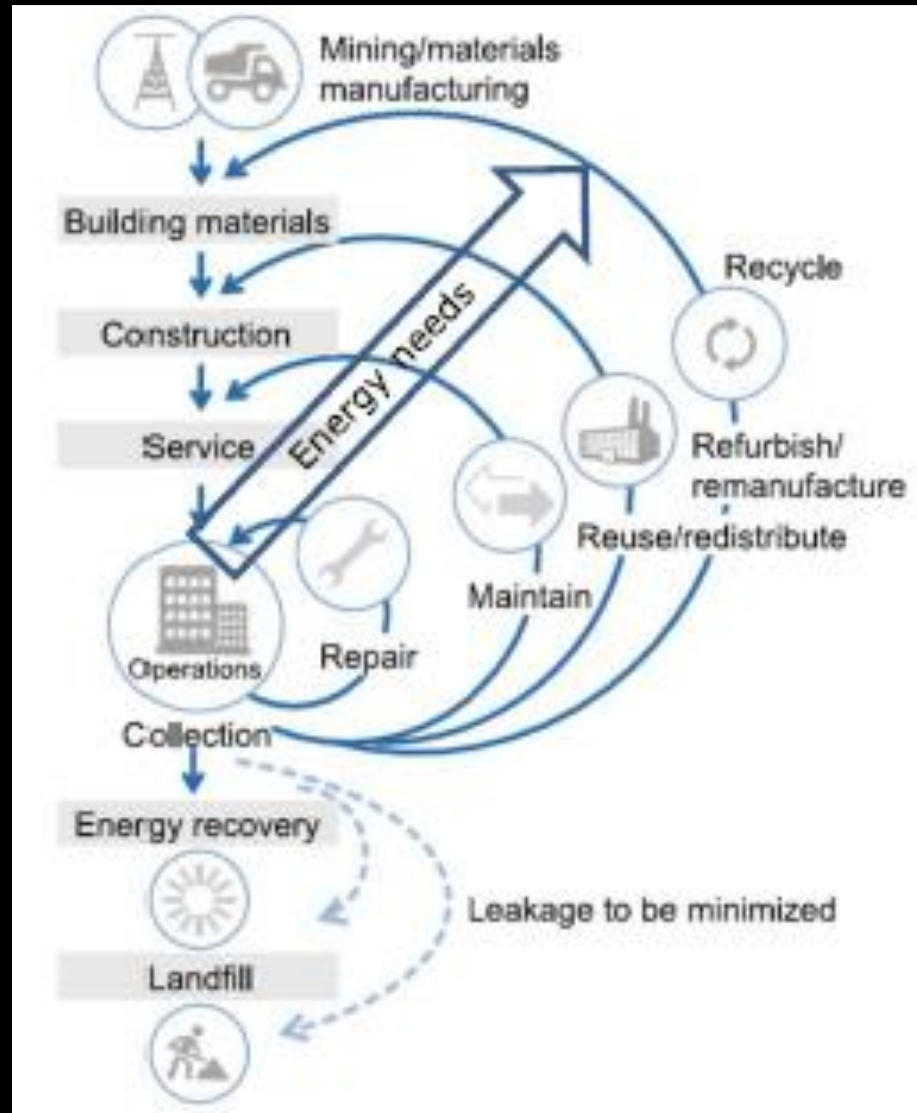 Mining/materials
manufacturing
Building materials
Recycle
Construction
Energy needs
Service
Refurbish/
remanufacture
Reuse/redistribute
Maintain
Repair
Operations
Collection
Energy recovery
Leakage to be minimized
Landfill